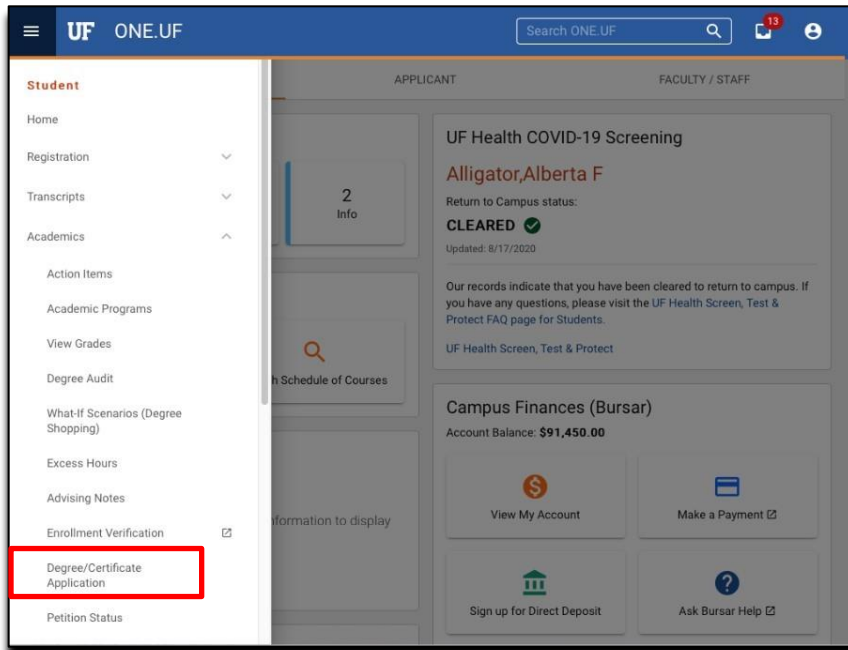 UF ONE.UF
Search ONE.UF
13
Student
Home
Registration
Transcripts
Academics
Action Items
Academic Programs
View Grades
Degree Audit
What-If Scenarios (Degree
Shopping)
Excess Hours
Advising Notes
Enrollment Verification
Degree/Certificate
Application
Petition Status
APPLICANT
FACULTY / STAFF
2
Info
Schedule of Courses
to display
UF Health COVID-19 Screening
Alligator,Alberta F
Return to Campus status:
CLEARED
Updated: 8/17/2020
Our records indicate that you have been cleared to return to campus. If
you have any questions, please visit the UF Health Screen, Test &
Protect FAQ page for Students.
UF Health Screen, Test & Protect
Campus Finances (Bursar)
Account Balance: $91,450.00
View My Account
Make a Payment
Sign up for Direct Deposit
Ask Bursar Help